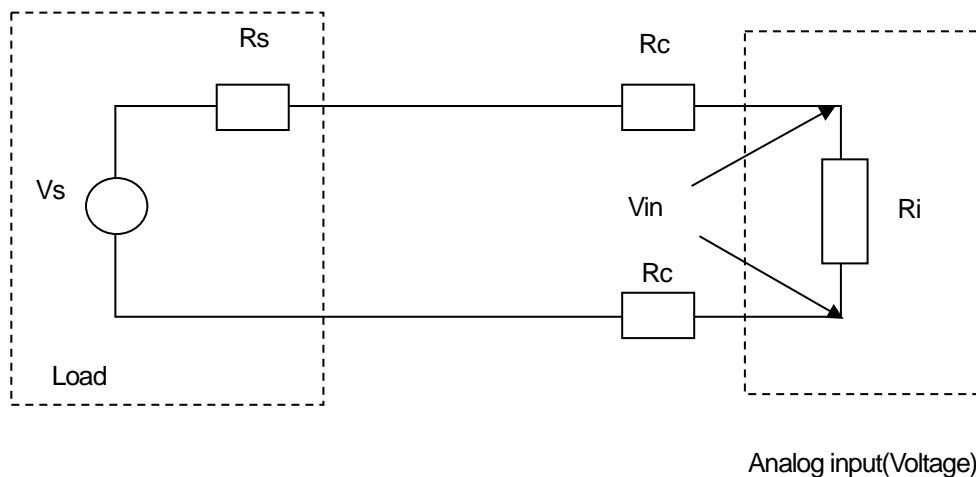 Rs
Rc
Vs
Vin
Ri
Rc
Load
Analog input(Voltage)